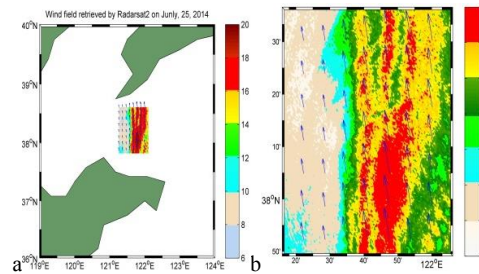 Wind field retrieved by Radarsat2 on Junly, 25, 2014
40°N
39°N
38°N
37°N
36°N
119°E
120°E
121°E
122°E
123°E
124°E
20
18
16
14
12
10
8
6
a
30'
20'
10'
38°N
50'
20'
30'
40'
50'
122°E
b